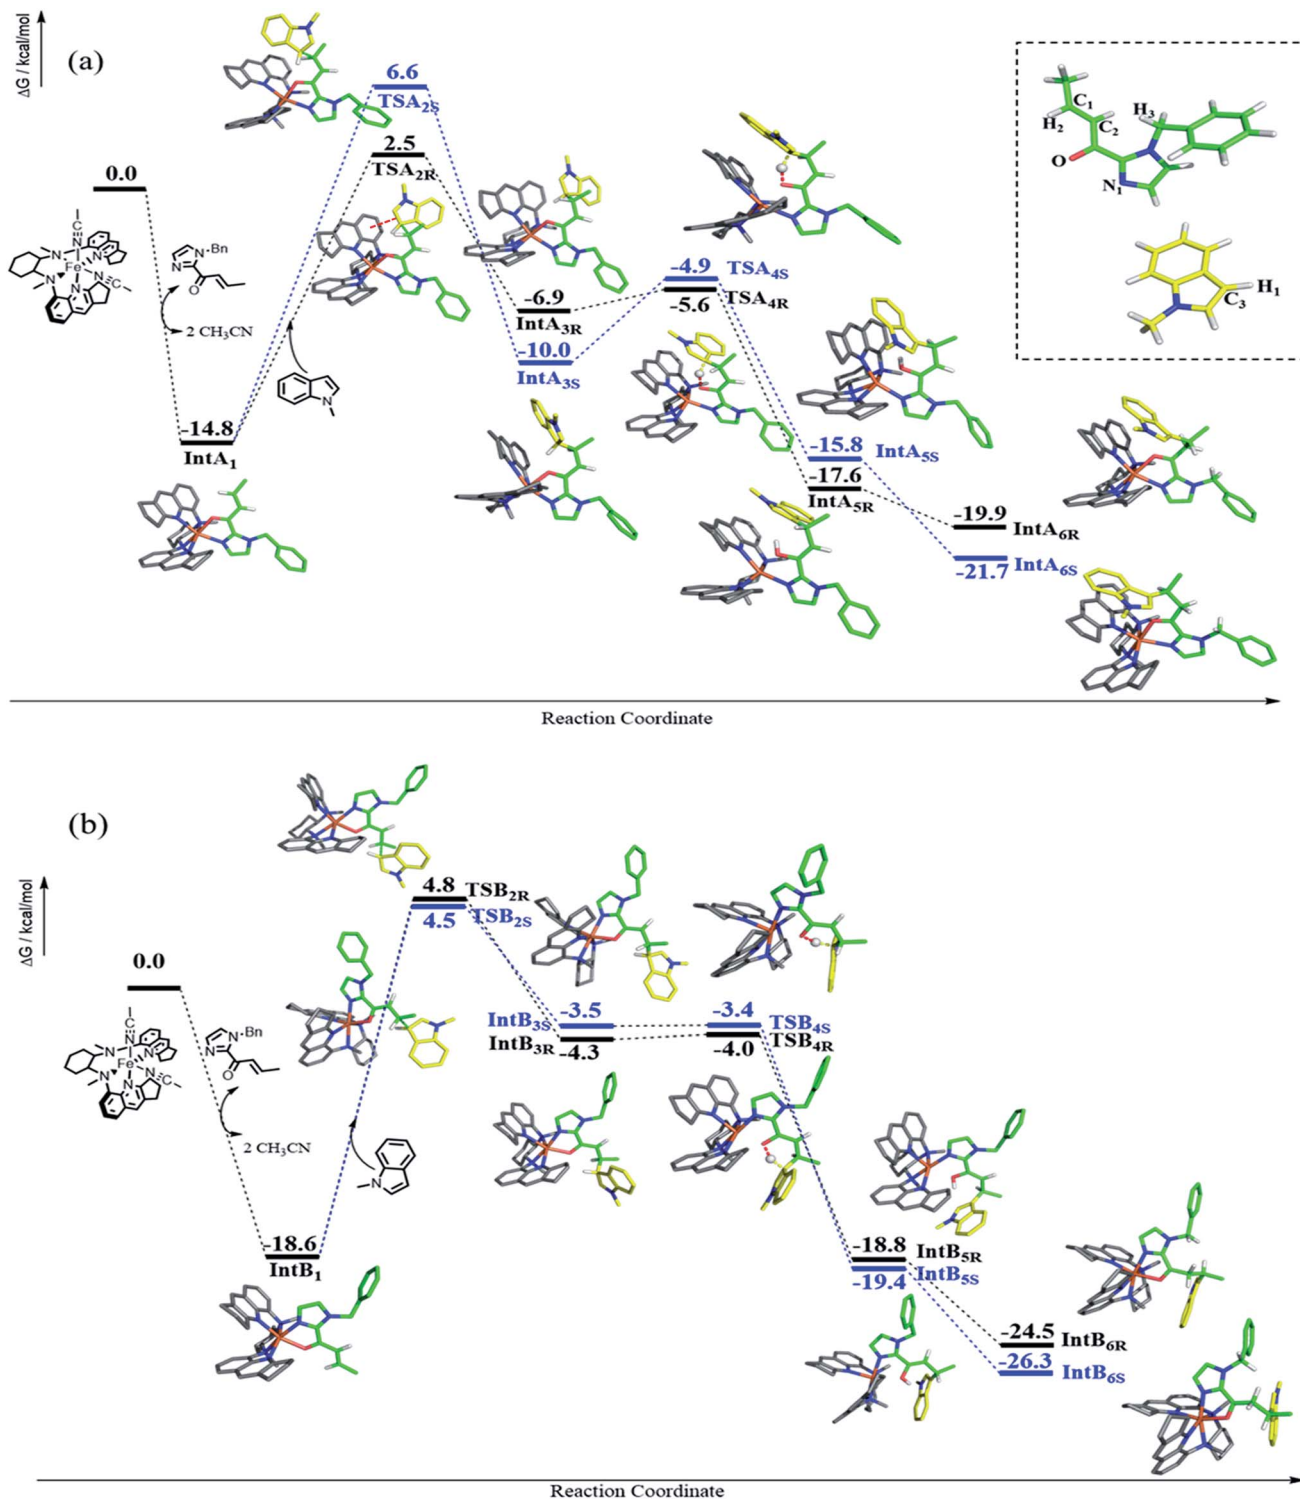 (a)
ΔG / kcal/mol
6.6
TSA2S
2.5
TSA2R
0.0
N
C
Fe
N
N
N
N
N
N
C
N
N-Bn
O
2 CH3CN
-14.8
IntA1
N
-6.9
IntA3R
-10.0
IntA3S
-4.9
TSA4S
-5.6
TSA4R
-15.8
IntA5S
-17.6
IntA5R
-19.9
IntA6R
-21.7
IntA6S
C1
H2
C2
H3
O
N1
C3
H1
Reaction Coordinate
(b)
ΔG / kcal/mol
4.8
TSB2R
4.5
TSB2S
0.0
N
C
Fe
N
N
N
N
N
N
C
N
N-Bn
O
2 CH3CN
-18.6
IntB1
N
-3.5
IntB3S
-4.3
IntB3R
-3.4
TSB4S
-4.0
TSB4R
-18.8
IntB5R
-19.4
IntB5S
-24.5
IntB6R
-26.3
IntB6S
Reaction Coordinate